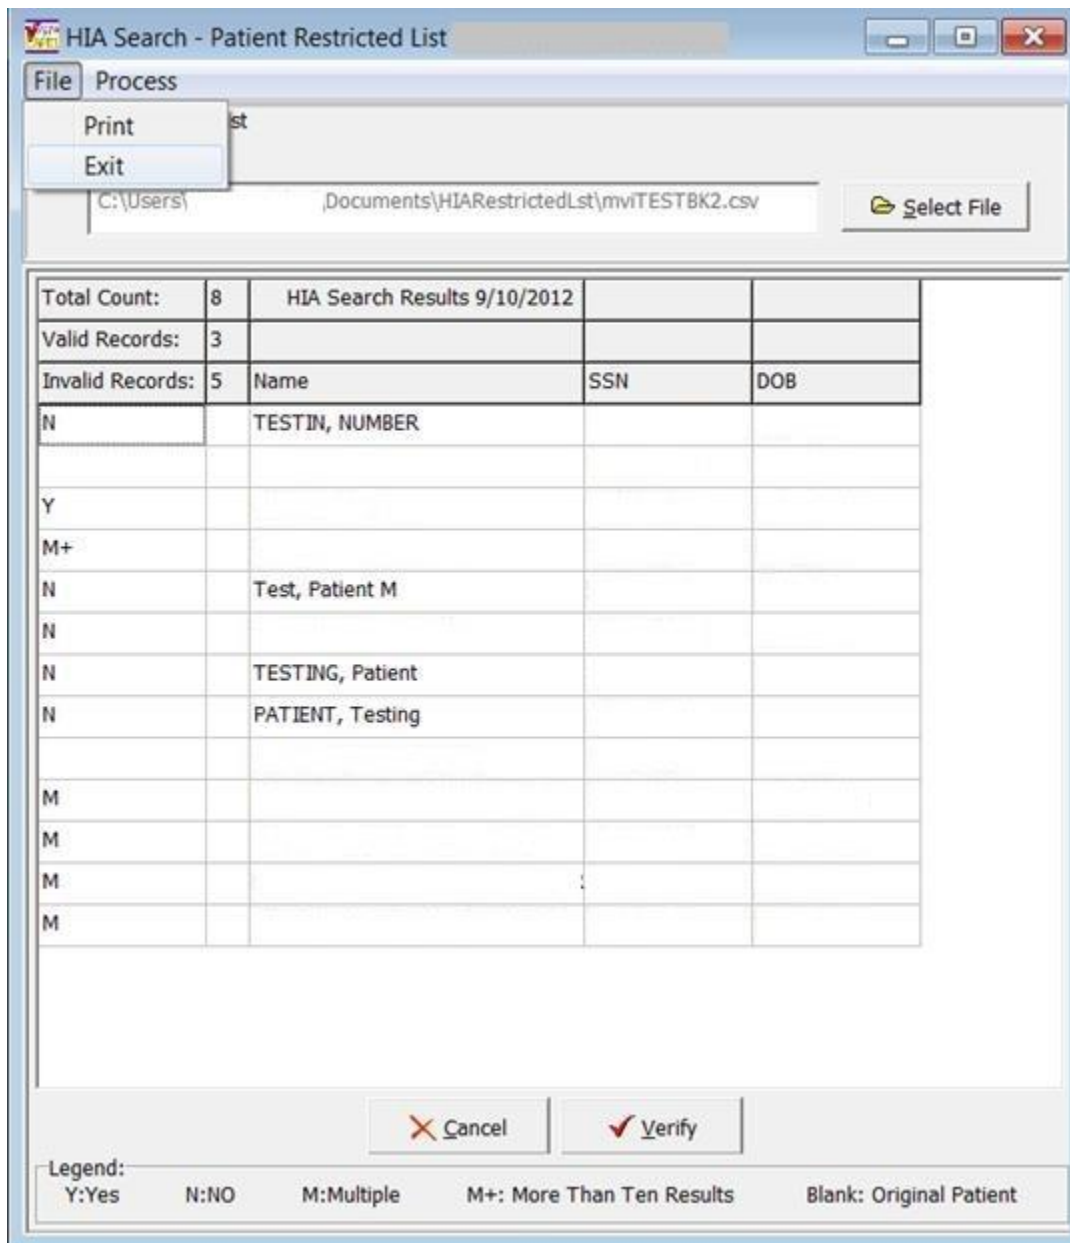 HIA Search - Patient Restricted List
File Process
Print
st
Exit
C:\Users\ ,Documents\HIARestrictedLst\mviTESTBK2.csv
Select File
Total Count: 8 HIA Search Results 9/10/2012
Valid Records: 3
Invalid Records: 5 Name SSN DOB
N TESTIN, NUMBER
Y
M+
N Test, Patient M
N
N TESTING, Patient
N PATIENT, Testing
M
M
M
M
Cancel Verify
Legend:
Y:Yes N:NO M:Multiple M+: More Than Ten Results Blank: Original Patient